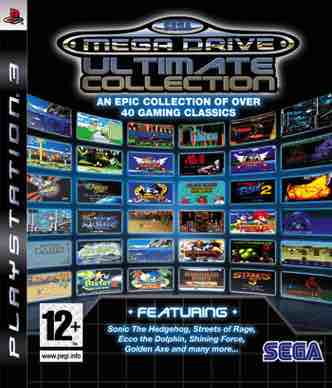 PLAYSTATION 3
SEGA
MEGA DRIVE
ULTIMATE
COLLECTION
AN EPIC COLLECTION OF OVER
40 GAMING CLASSICS
• FEATURING •
Sonic The Hedgehog, Streets of Rage,
Ecco the Dolphin, Shining Force,
Golden Axe and many more...
12+
www.pegi.info
SEGA